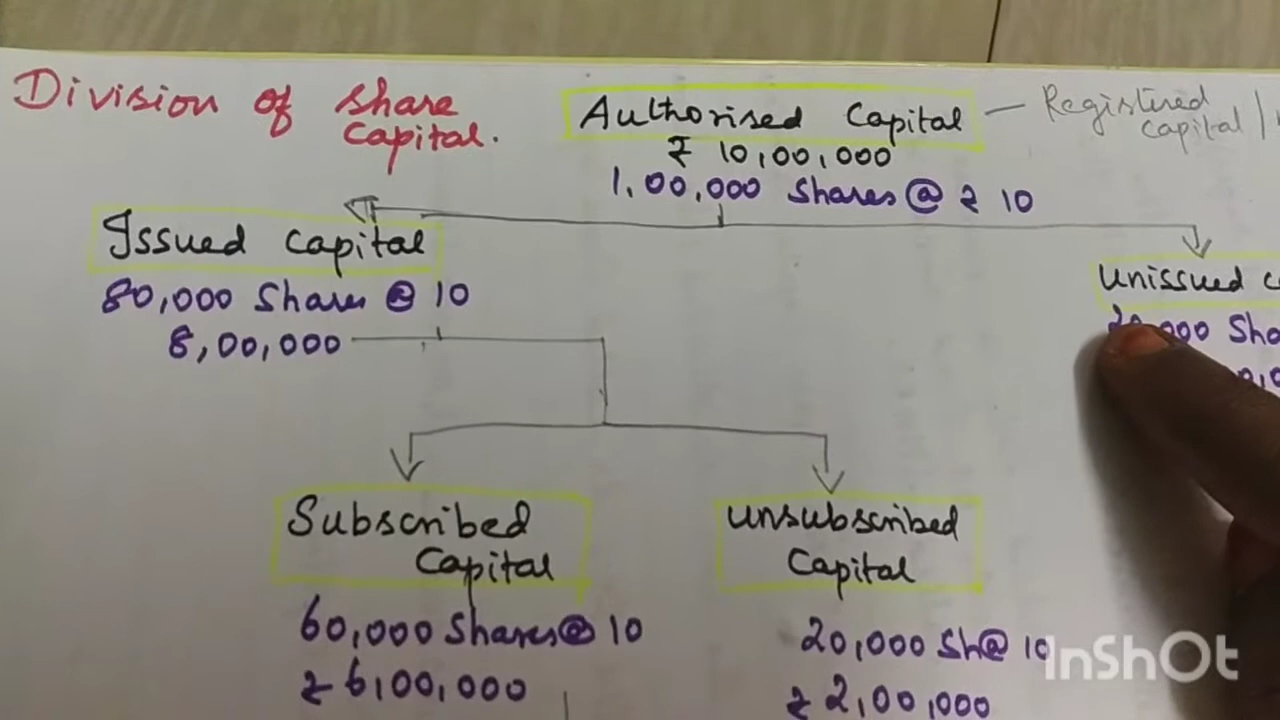 Division of share
capital.
Authorised Capital — Registered
capital /
₹ 10,00,000
1,00,000 Shares @ ₹ 10
Issued capital
80,000 Shares @ 10
8,00,000
Unissued
000 Sha
Subscribed
Capital
60,000 Shares @ 10
₹ 6,00,000
unsubscribed
Capital
20,000 Sh @ 10
₹ 2,00,000
InShOt